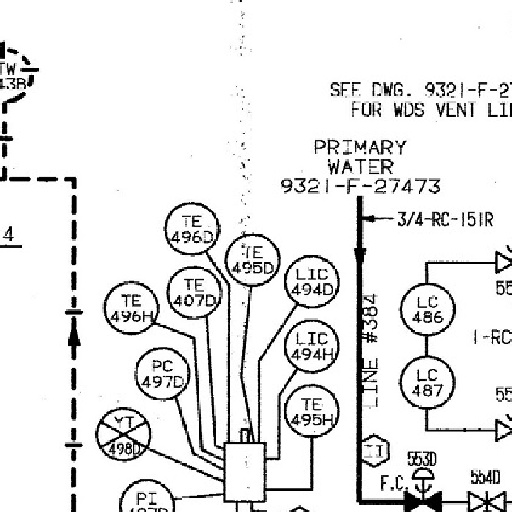 TW
43B
SEE DWG. 9321-F-27
FOR WDS VENT LI
PRIMARY
WATER
9321-F-27473
3/4-RC-151R
4
TE
496D
TE
495D
LIC
494D
TE
407D
TE
496H
LIC
494H
PC
497D
TE
495H
YT
498D
PI
LINE #384
LC
486
LC
487
1-RC
55
55
II
553D
F.C.
554D